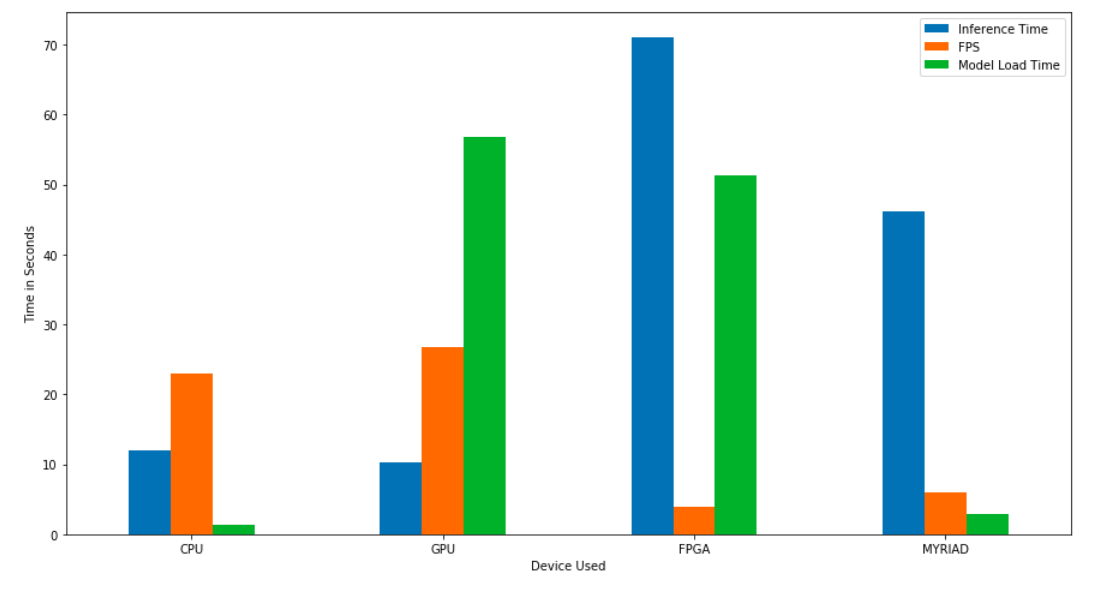 70
60
50
40
30
20
10
0
Time in Seconds
Inference Time
FPS
Model Load Time
CPU GPU FPGA MYRIAD
Device Used